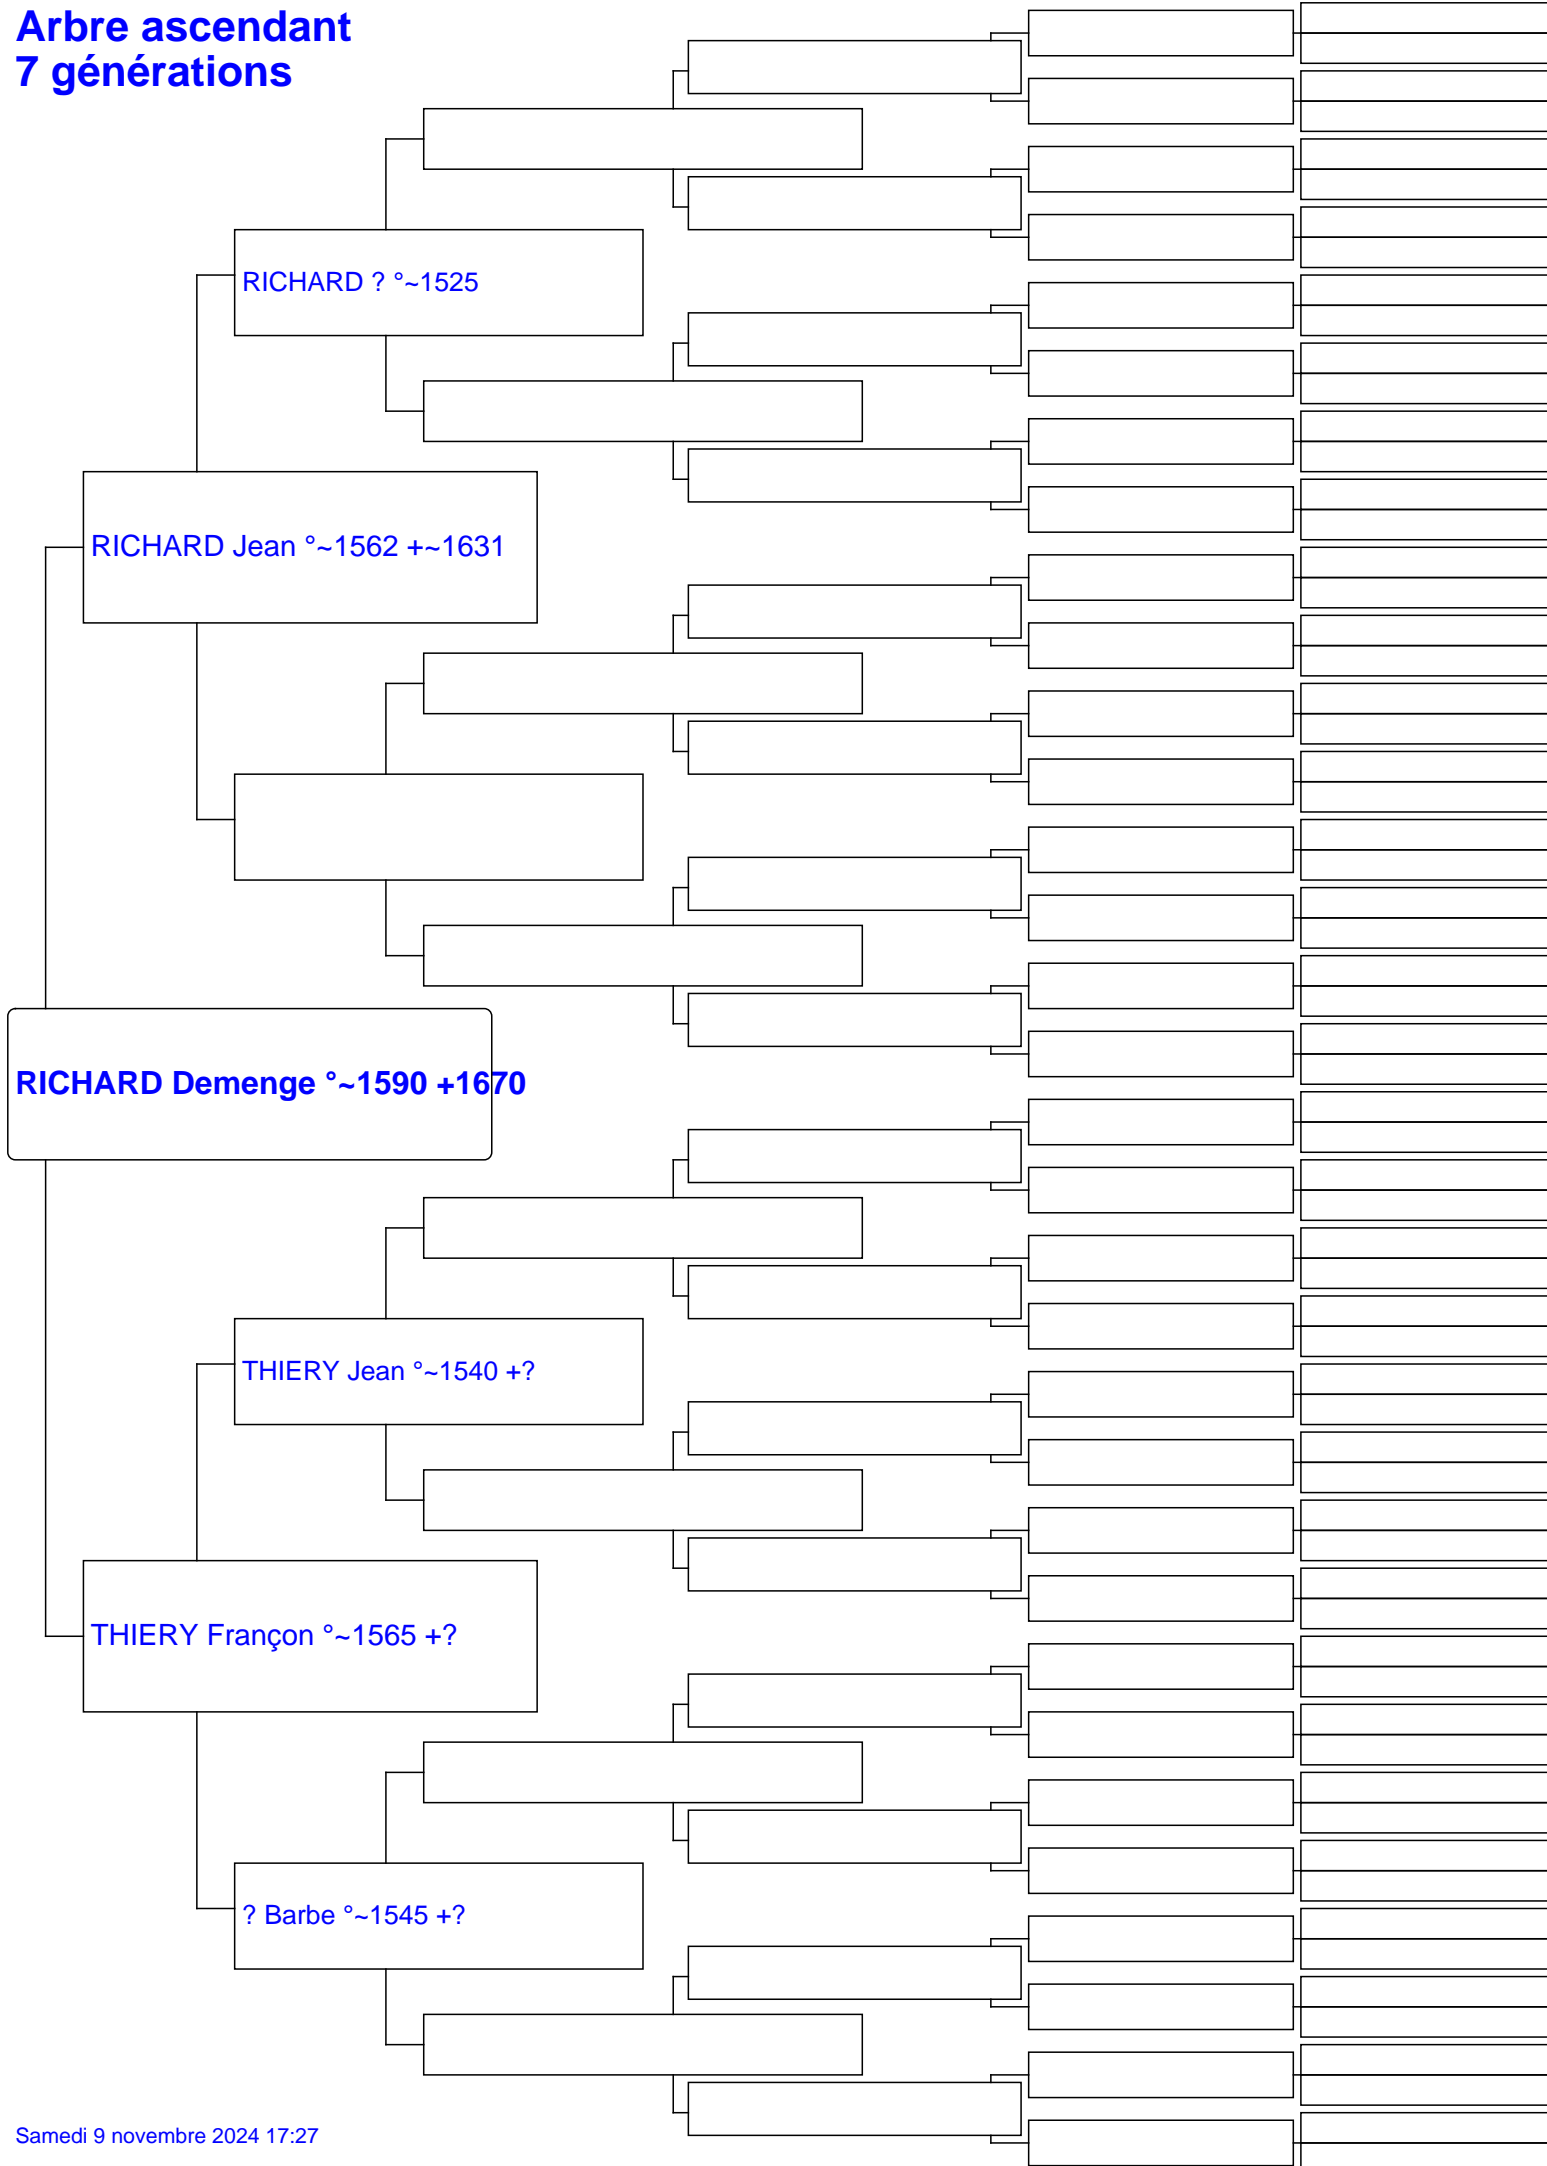 Arbre ascendant
7 générations
RICHARD ? °~1525
RICHARD Jean °~1562 +~1631
RICHARD Demenge °~1590 +1670
THIERY Jean °~1540 +?
THIERY Françon °~1565 +?
? Barbe °~1545 +?
Samedi 9 novembre 2024 17:27